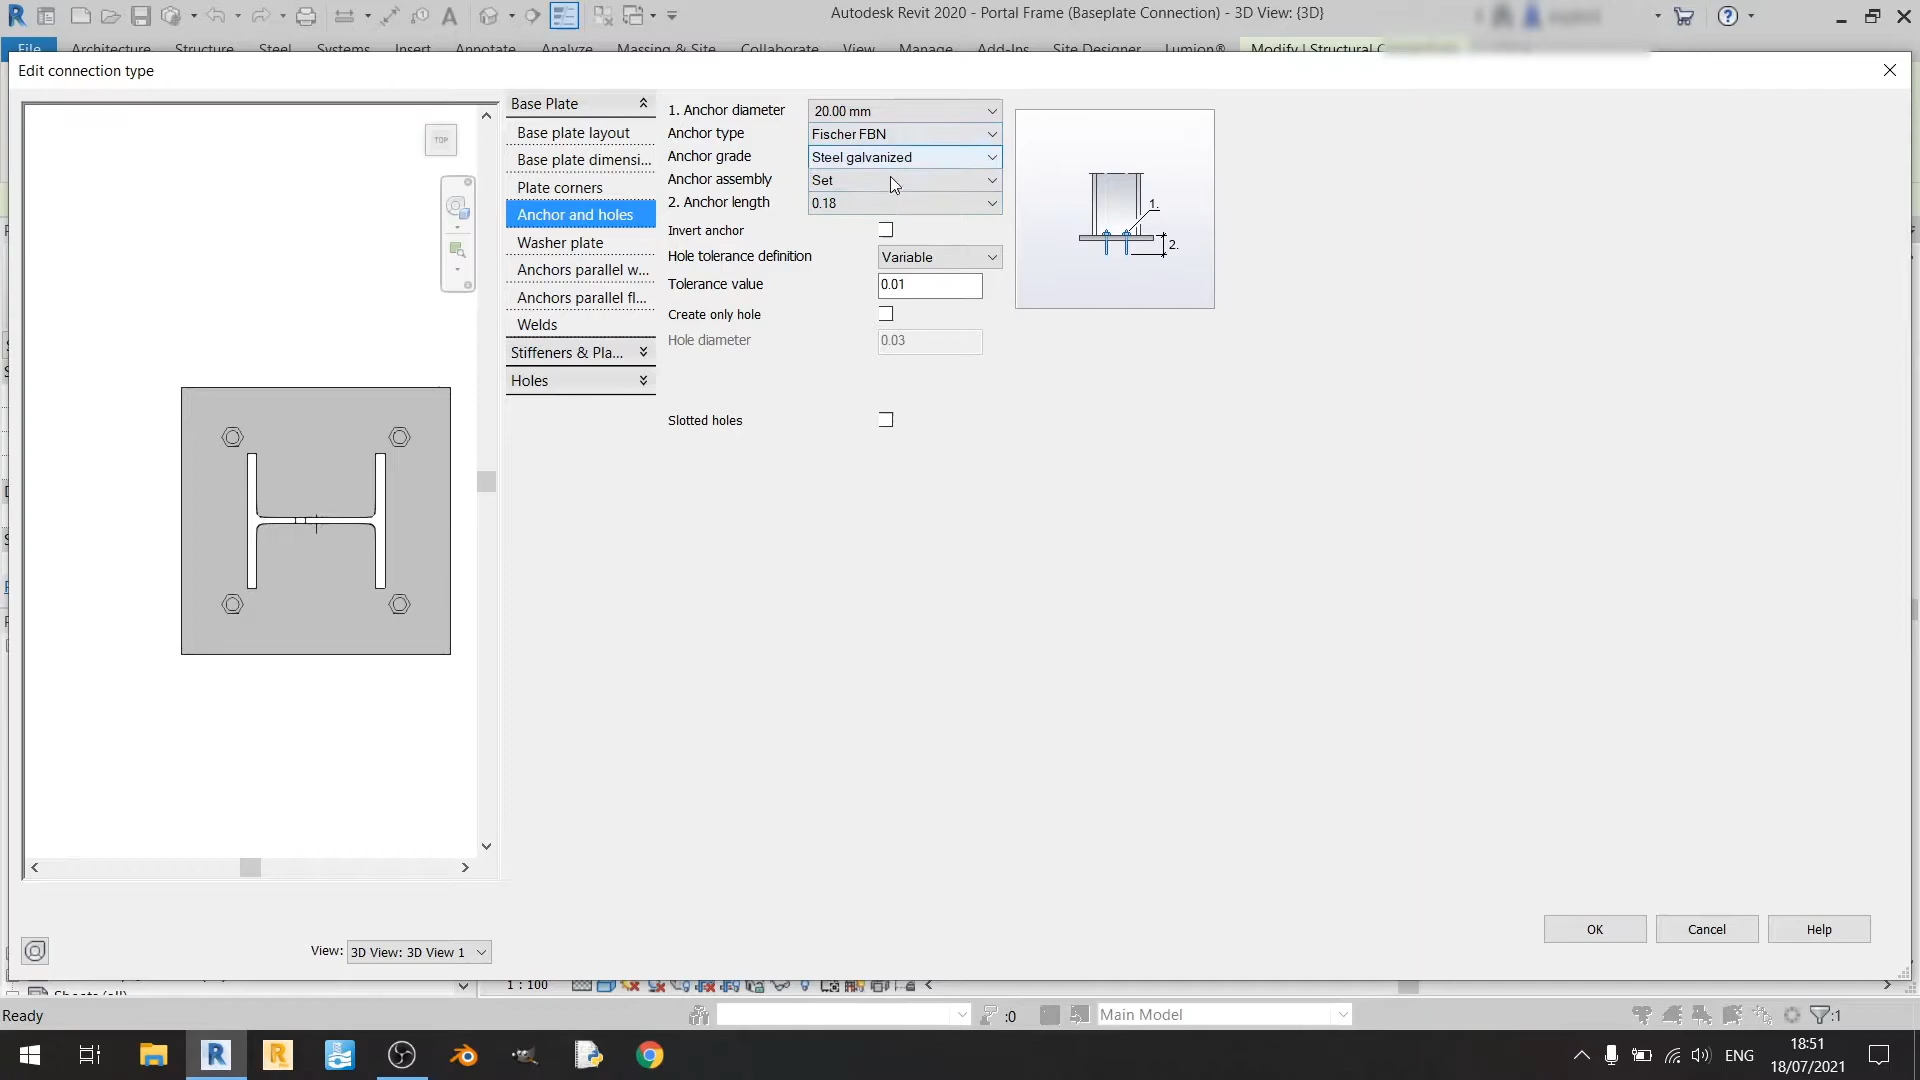 Autodesk Revit 2020 - Portal Frame (Baseplate Connection) - 3D View: {3D}
File Architecture Structure Steel Systems Insert Annotate Analyze Massing & Site Collaborate View Manage Add-Ins Site Designer Lumion® Modify | Structural C
Edit connection type
TOP
Base Plate
Base plate layout
Base plate dimensi...
Plate corners
Anchor and holes
Washer plate
Anchors parallel w...
Anchors parallel fl...
Welds
Stiffeners & Pla...
Holes
1. Anchor diameter 20.00 mm
Anchor type Fischer FBN
Anchor grade Steel galvanized
Anchor assembly Set
2. Anchor length 0.18
Invert anchor
Hole tolerance definition Variable
Tolerance value 0.01
Create only hole
Hole diameter 0.03
Slotted holes
1.
2.
OK Cancel Help
View: 3D View: 3D View 1
Sheets (all)
1 : 100
Ready
:0
Main Model
:1
ENG
18:51
18/07/2021